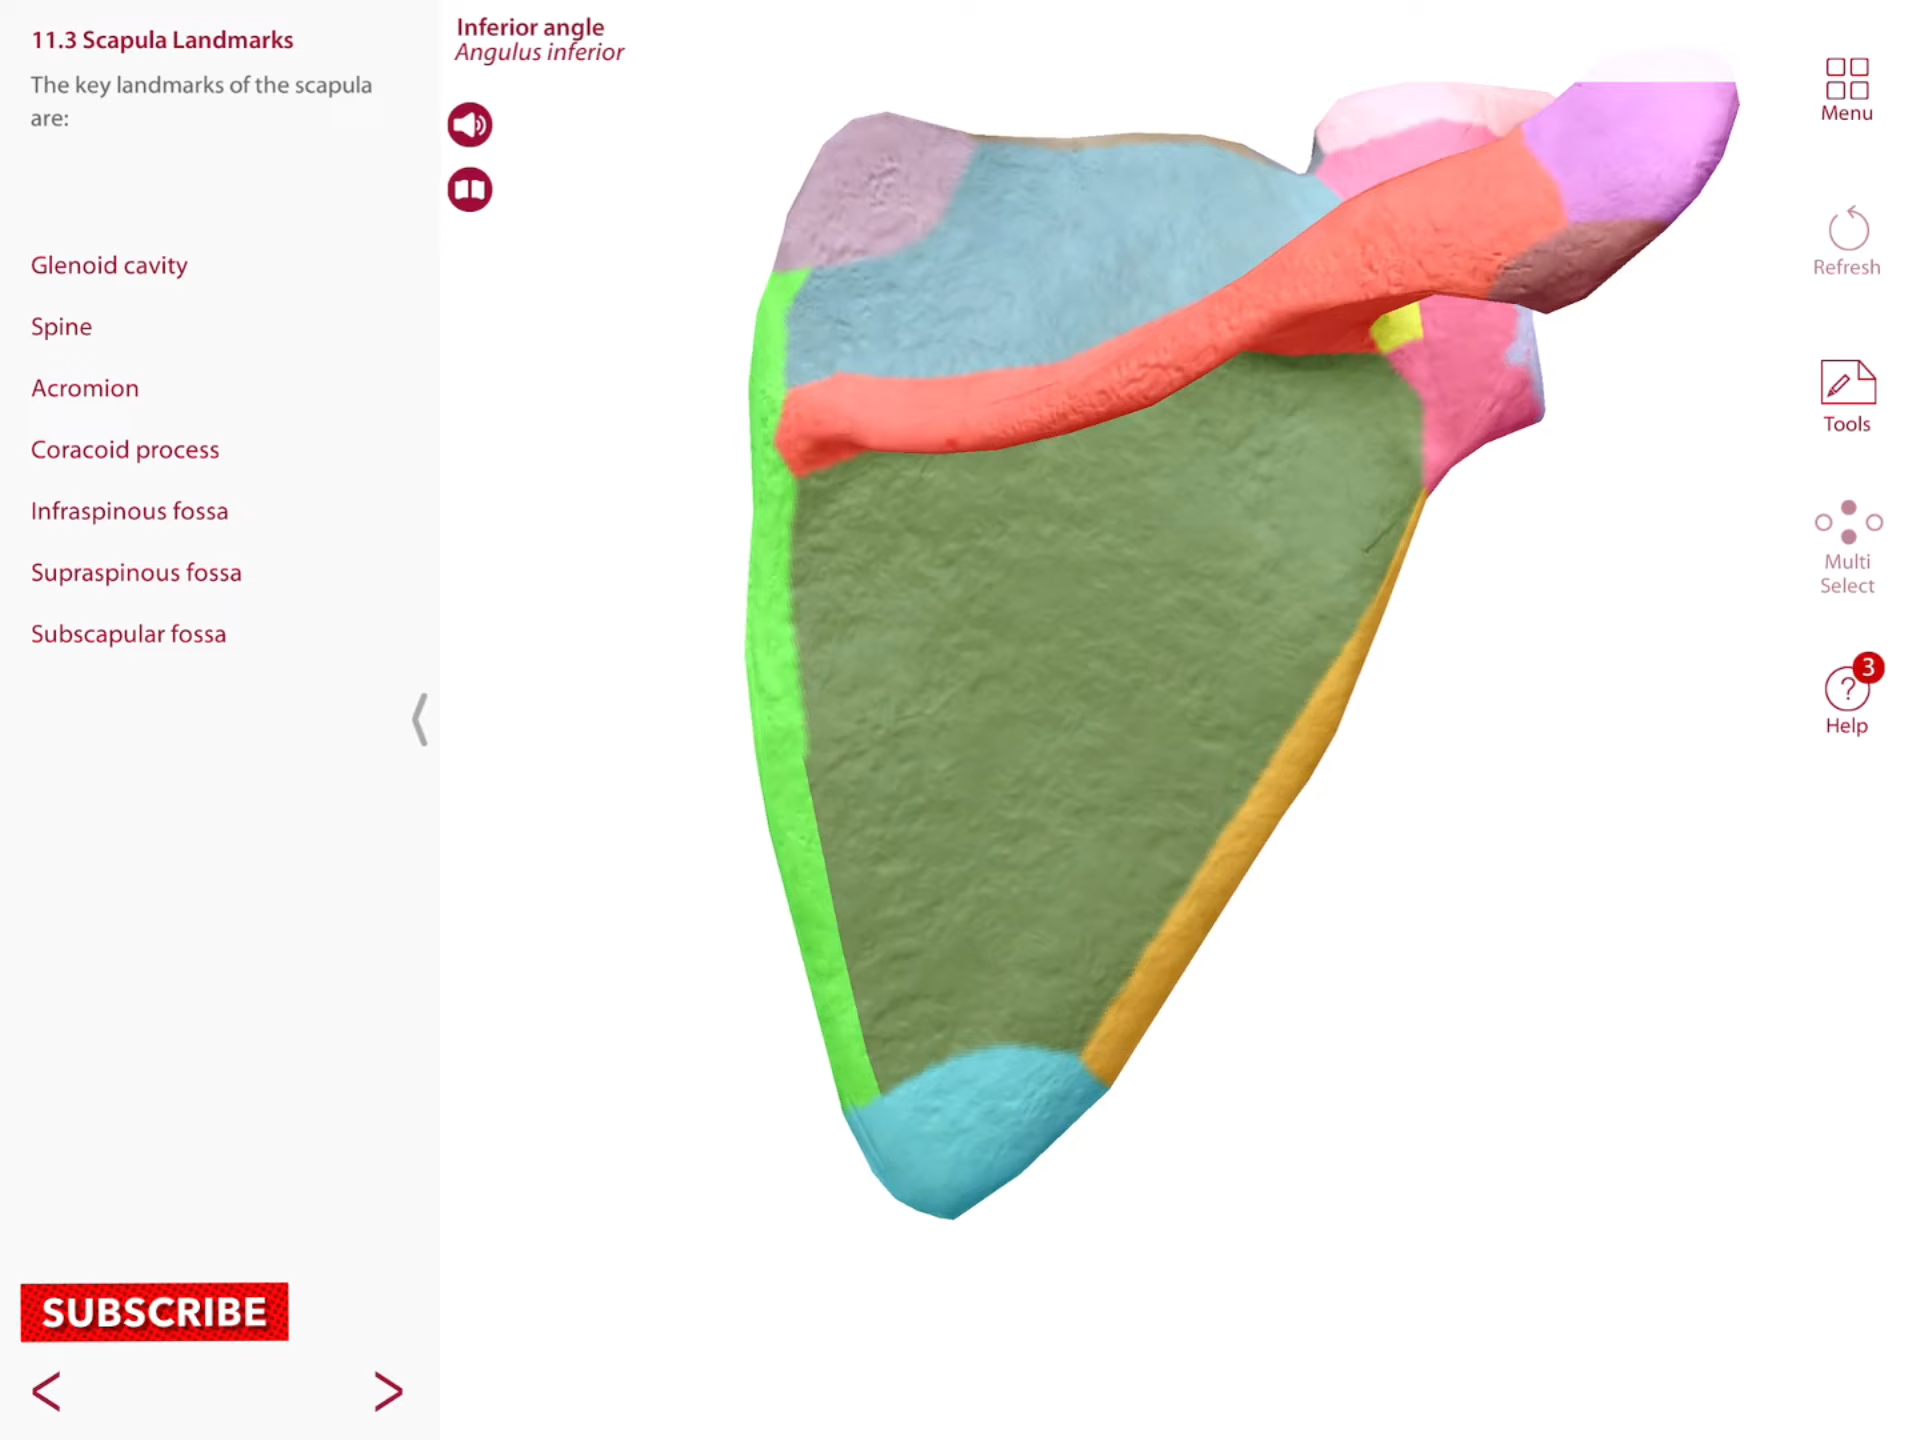 11.3 Scapula Landmarks
The key landmarks of the scapula
are:
Glenoid cavity
Spine
Acromion
Coracoid process
Infraspinous fossa
Supraspinous fossa
Subscapular fossa
SUBSCRIBE
<
>
Inferior angle
Angulus inferior
Menu
Refresh
Tools
Multi
Select
3
?
Help